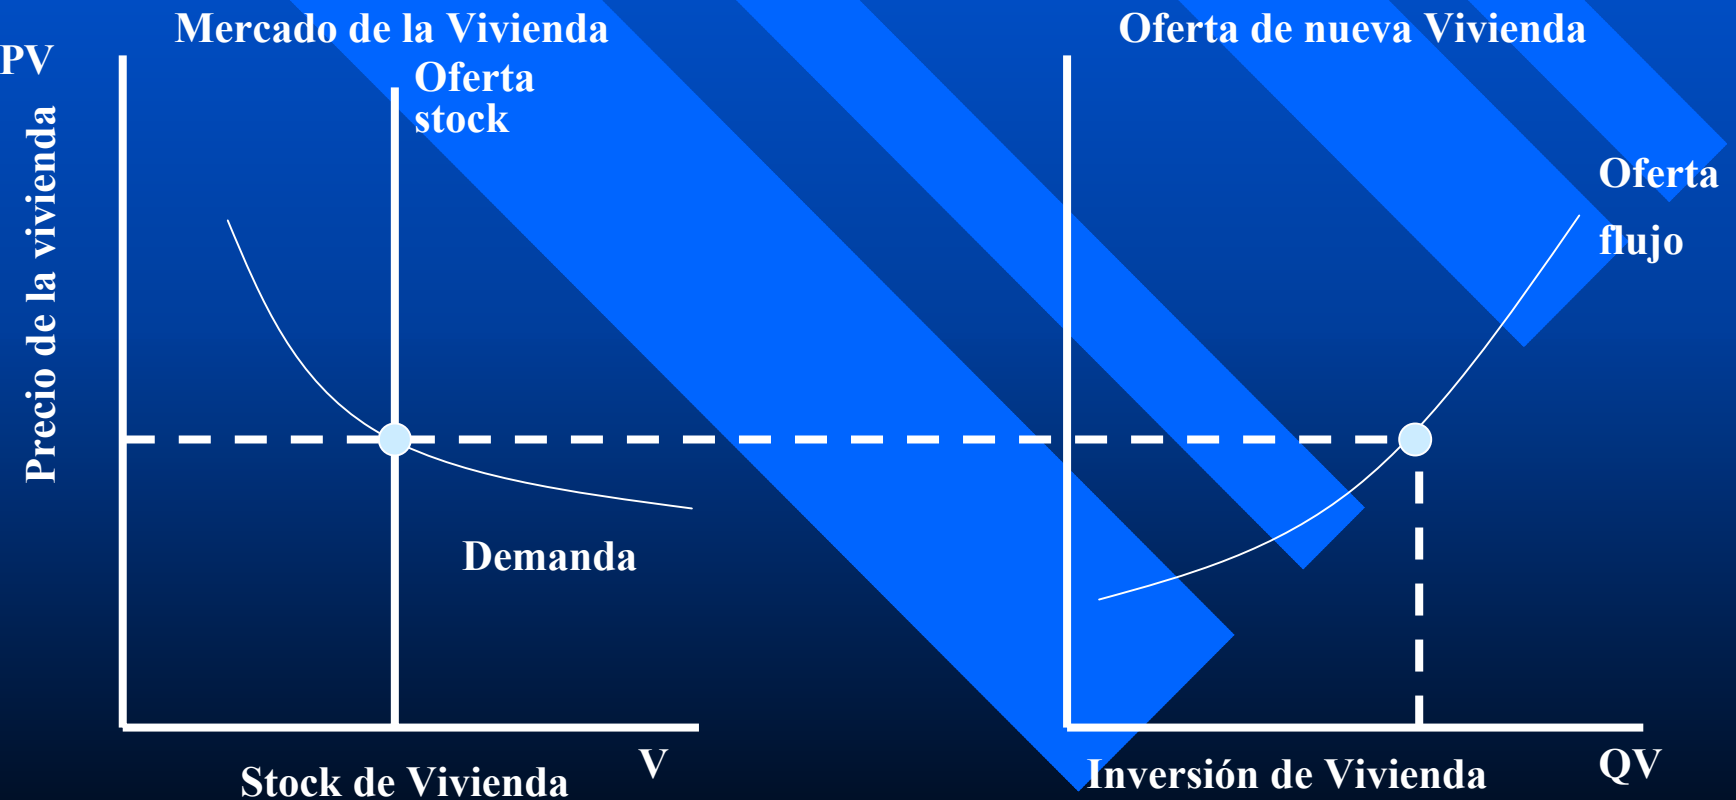 Mercado de la Vivienda
Oferta de nueva Vivienda
PV
Oferta
stock
Precio de la vivienda
Oferta
flujo
Demanda
V
Stock de Vivienda
QV
Inversión de Vivienda